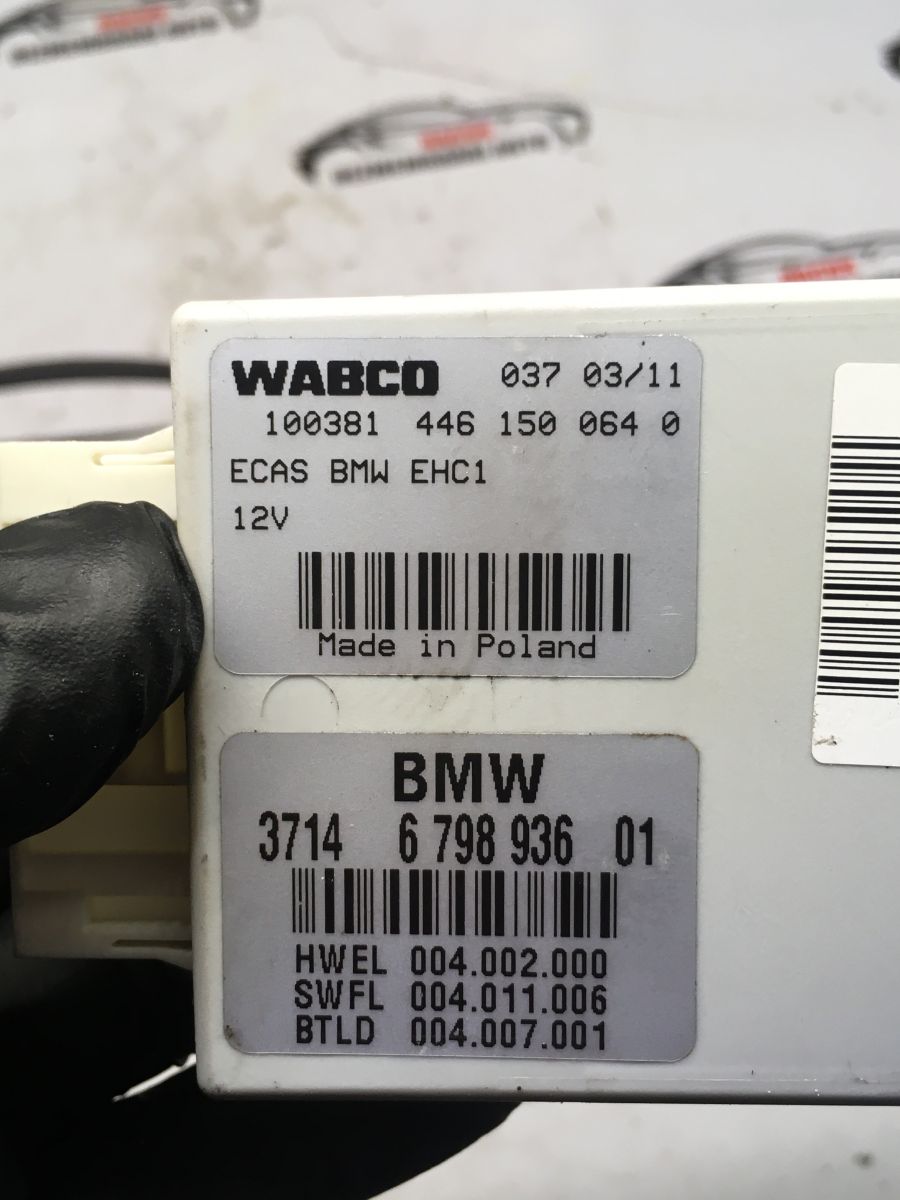 WABCO 037 03/11
100381 446 150 064 0
ECAS BMW EHC1
12V
Made in Poland
BMW
3714 6 798 936 01
HWEL 004.002.000
SWFL 004.011.006
BTLD 004.007.001